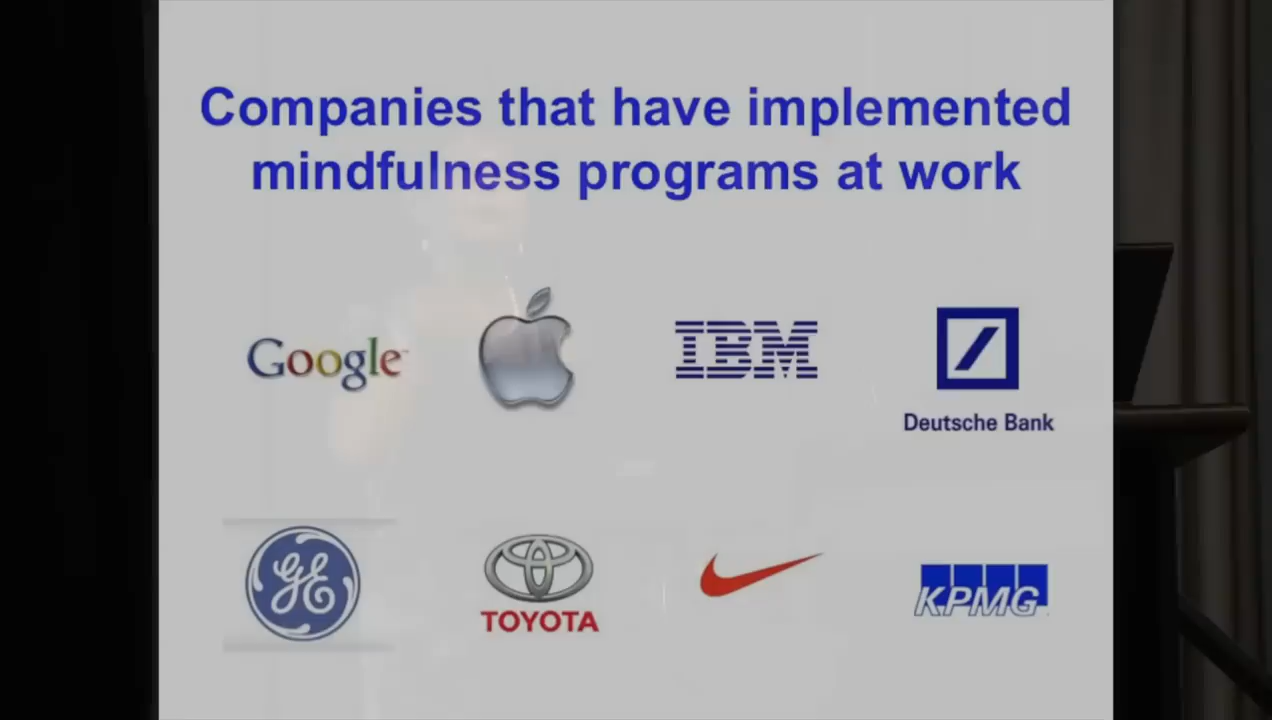 Companies that have implemented
mindfulness programs at work
Google
IBM
Deutsche Bank
GE
TOYOTA
KPMG